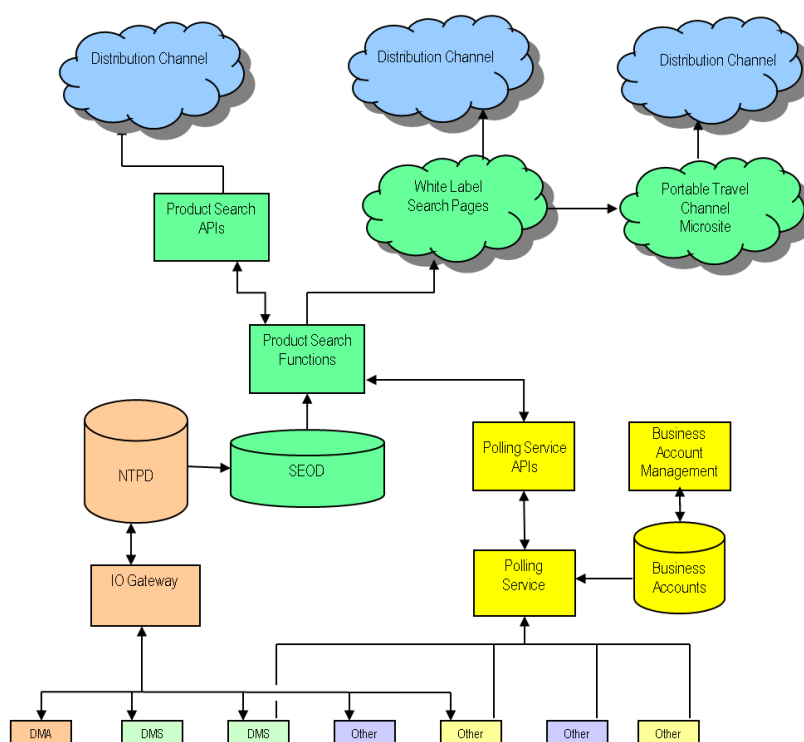 Distribution Channel
Distribution Channel
Distribution Channel
White Label
Search Pages
Portable Travel
Channel
Microsite
Product Search
APIs
Product Search
Functions
NTPD
SEOD
Polling Service
APIs
Business
Account
Management
IO Gateway
Polling
Service
Business
Accounts
DMA
DMS
DMS
Other
Other
Other
Other